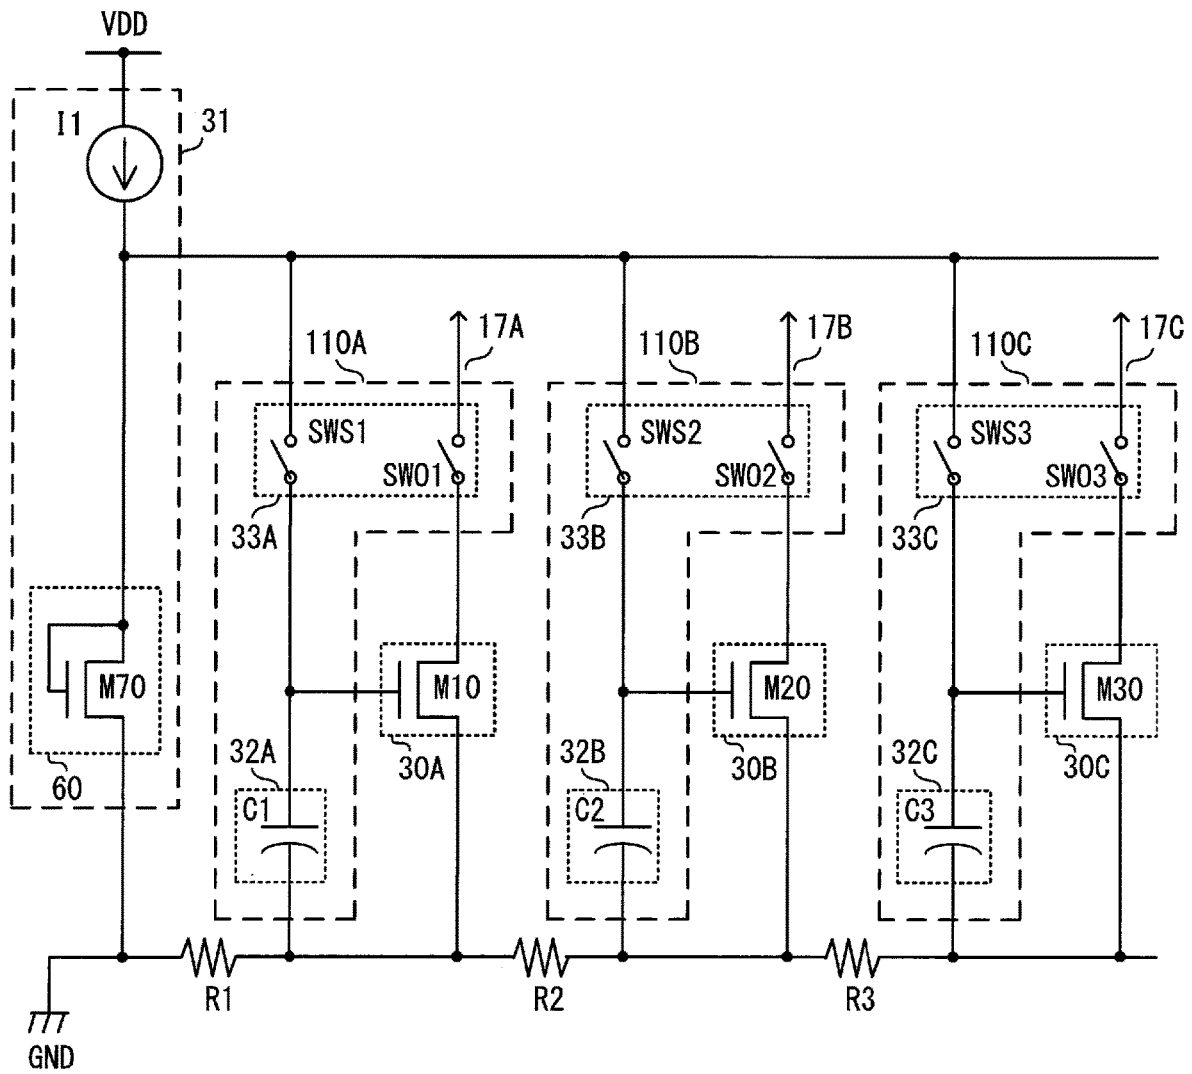 VDD
I1
31
110A
17A
110B
17B
110C
17C
SWS1
SWO1
SWS2
SWO2
SWS3
SWO3
33A
33B
33C
M70
M10
M20
M30
60
32A
30A
32B
30B
32C
30C
C1
C2
C3
R1
R2
R3
GND